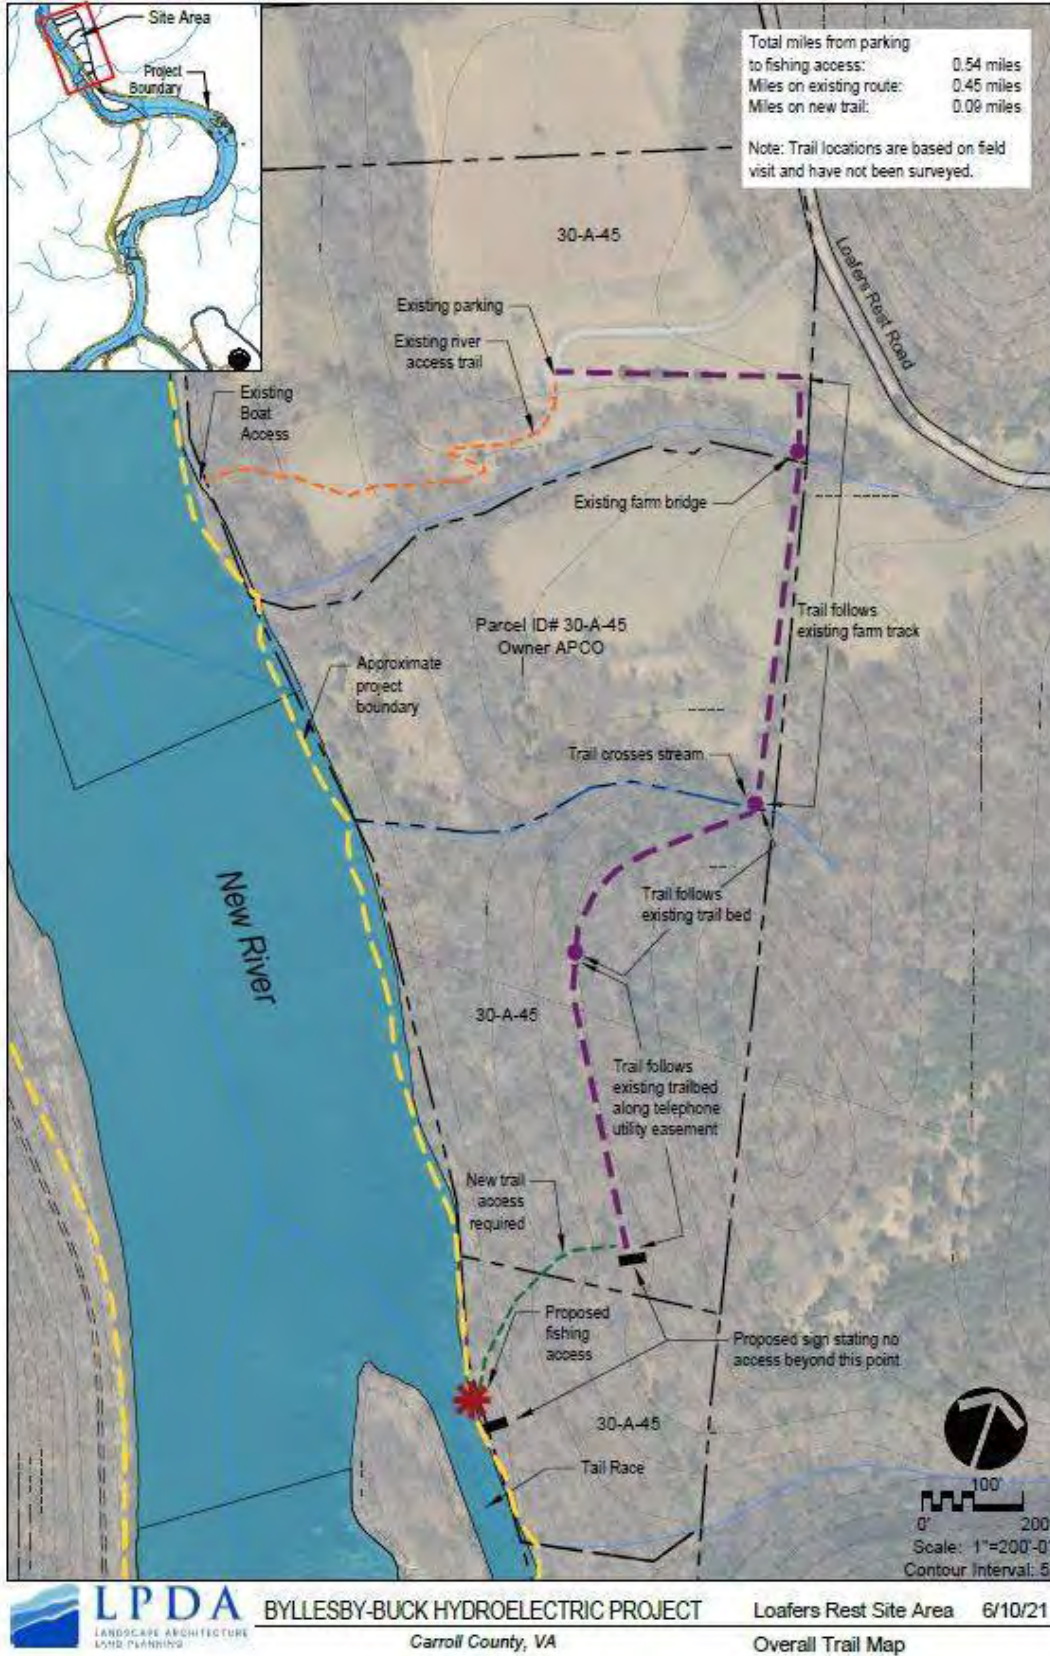 Site Area
Project
Boundary
Total miles from parking
to fishing access: 0.54 miles
Miles on existing route: 0.45 miles
Miles on new trail: 0.09 miles
Note: Trail locations are based on field
visit and have not been surveyed.
30-A-45
Loafers Rest Road
Existing parking
Existing river
access trail
Existing
Boat
Access
Existing farm bridge
Parcel ID# 30-A-45
Owner APCO
Trail follows
existing farm track
Approximate
project
boundary
Trail crosses stream
New River
Trail follows
existing trail bed
30-A-45
Trail follows
existing trailbed
along telephone
utility easement
New trail
access
required
Proposed
fishing
access
Proposed sign stating no
access beyond this point
30-A-45
Tail Race
100'
0' 200
Scale: 1"=200'-0
Contour Interval: 5
LPDA
LANDSCAPE ARCHITECTURE
LAND PLANNING
BYLLESBY-BUCK HYDROELECTRIC PROJECT
Carroll County, VA
Loafers Rest Site Area 6/10/21
Overall Trail Map